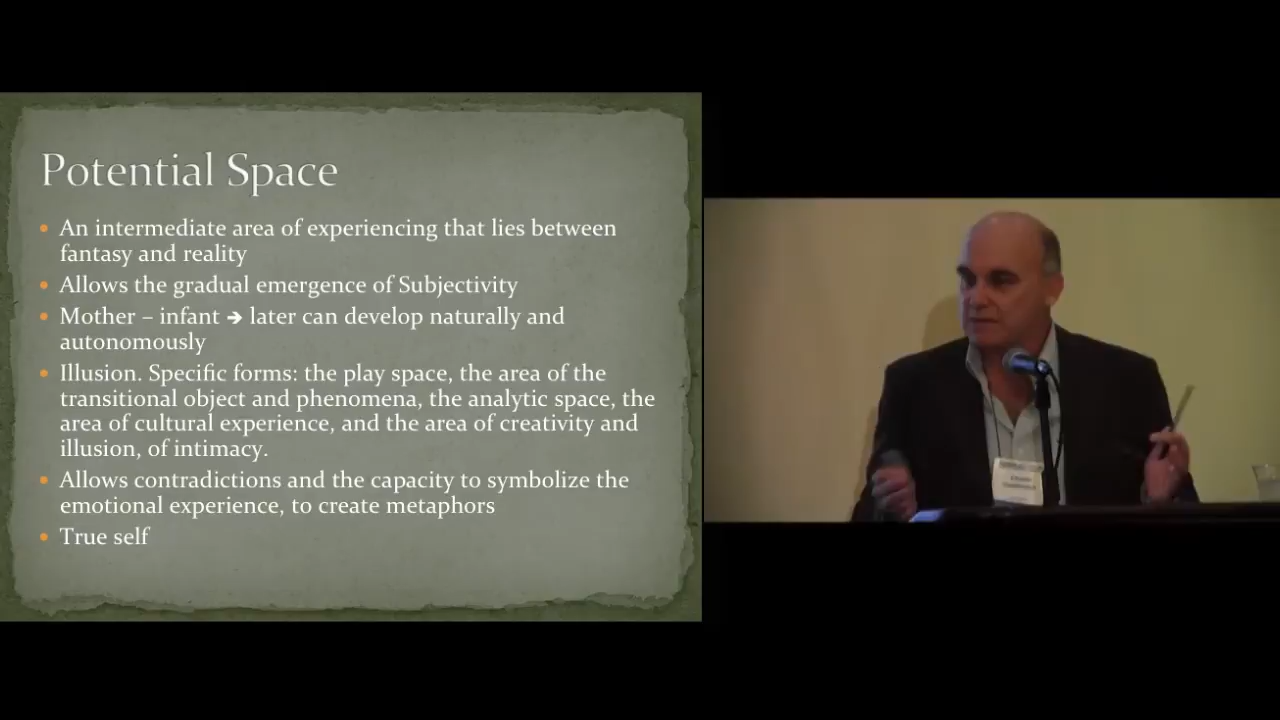 Potential Space
• An intermediate area of experiencing that lies between
fantasy and reality
• Allows the gradual emergence of Subjectivity
• Mother – infant → later can develop naturally and
autonomously
• Illusion. Specific forms: the play space, the area of the
transitional object and phenomena, the analytic space, the
area of cultural experience, and the area of creativity and
illusion, of intimacy.
• Allows contradictions and the capacity to symbolize the
emotional experience, to create metaphors
• True self